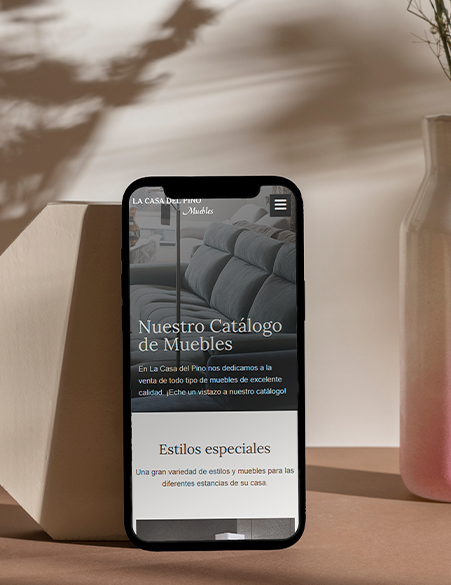 LA CASA DEL PINO
Muebles
Nuestro Catálogo
de Muebles
En La Casa del Pino nos dedicamos a la
venta de todo tipo de muebles de excelente
calidad. ¡Eche un vistazo a nuestro catálogo!
Estilos especiales
Una gran variedad de estilos y muebles para las
diferentes estancias de su casa.